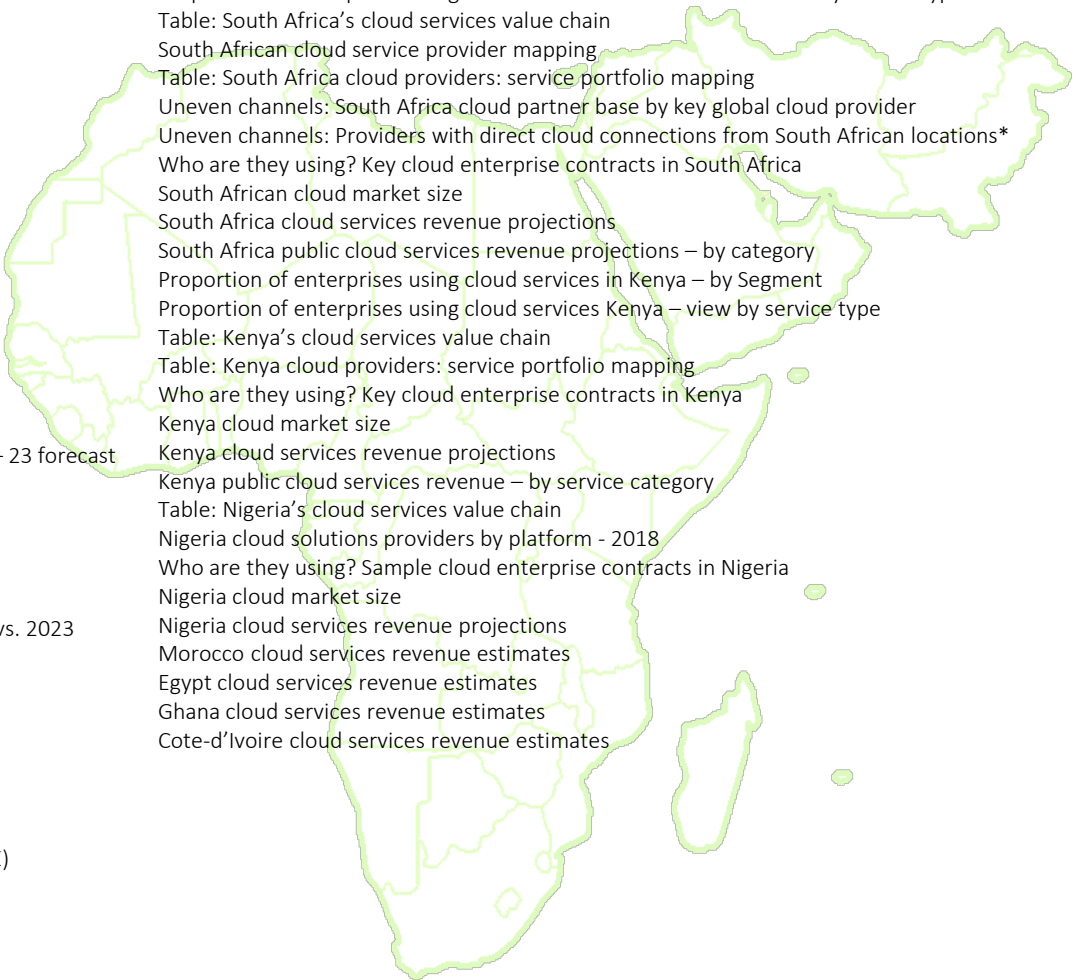 Table: South Africa’s cloud services value chain
South African cloud service provider mapping
Table: South Africa cloud providers: service portfolio mapping
Uneven channels: South Africa cloud partner base by key global cloud provider
Uneven channels: Providers with direct cloud connections from South African locations*
Who are they using? Key cloud enterprise contracts in South Africa
South African cloud market size
South Africa cloud services revenue projections
South Africa public cloud services revenue projections – by category
Proportion of enterprises using cloud services in Kenya – by Segment
Proportion of enterprises using cloud services Kenya – view by service type
Table: Kenya’s cloud services value chain
Table: Kenya cloud providers: service portfolio mapping
Who are they using? Key cloud enterprise contracts in Kenya
Kenya cloud market size
Kenya cloud services revenue projections
Kenya public cloud services revenue – by service category
Table: Nigeria’s cloud services value chain
Nigeria cloud solutions providers by platform - 2018
Who are they using? Sample cloud enterprise contracts in Nigeria
Nigeria cloud market size
Nigeria cloud services revenue projections
Morocco cloud services revenue estimates
Egypt cloud services revenue estimates
Ghana cloud services revenue estimates
Cote-d’Ivoire cloud services revenue estimates
- 23 forecast
vs. 2023